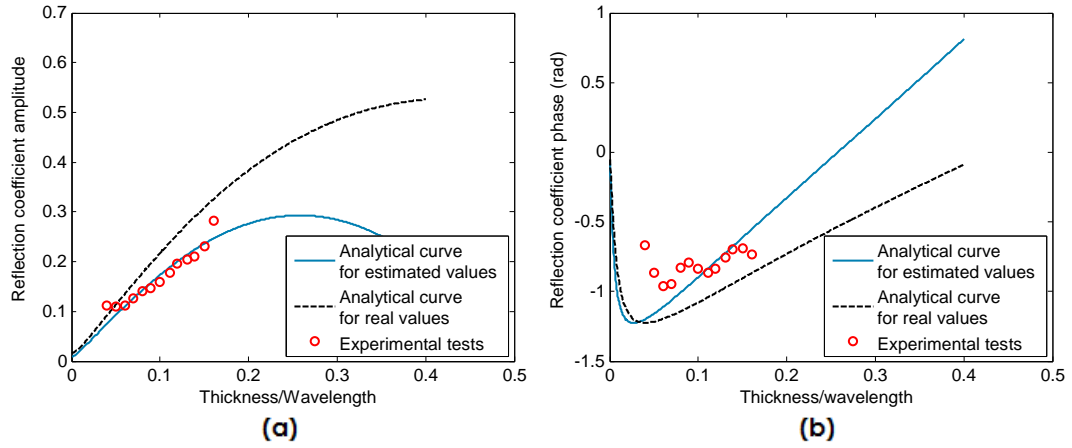 0.7
0.6
0.5
0.4
0.3
0.2
0.1
0
0
0.1
0.2
0.3
0.4
0.5
Reflection coefficient amplitude
Thickness/Wavelength
Analytical curve
for estimated values
Analytical curve
for real values
Experimental tests
(a)
1
0.5
0
-0.5
-1
-1.5
0
0.1
0.2
0.3
0.4
0.5
Reflection coefficient phase (rad)
Thickness/wavelength
Analytical curve
for estimated values
Analytical curve
for real values
Experimental tests
(b)